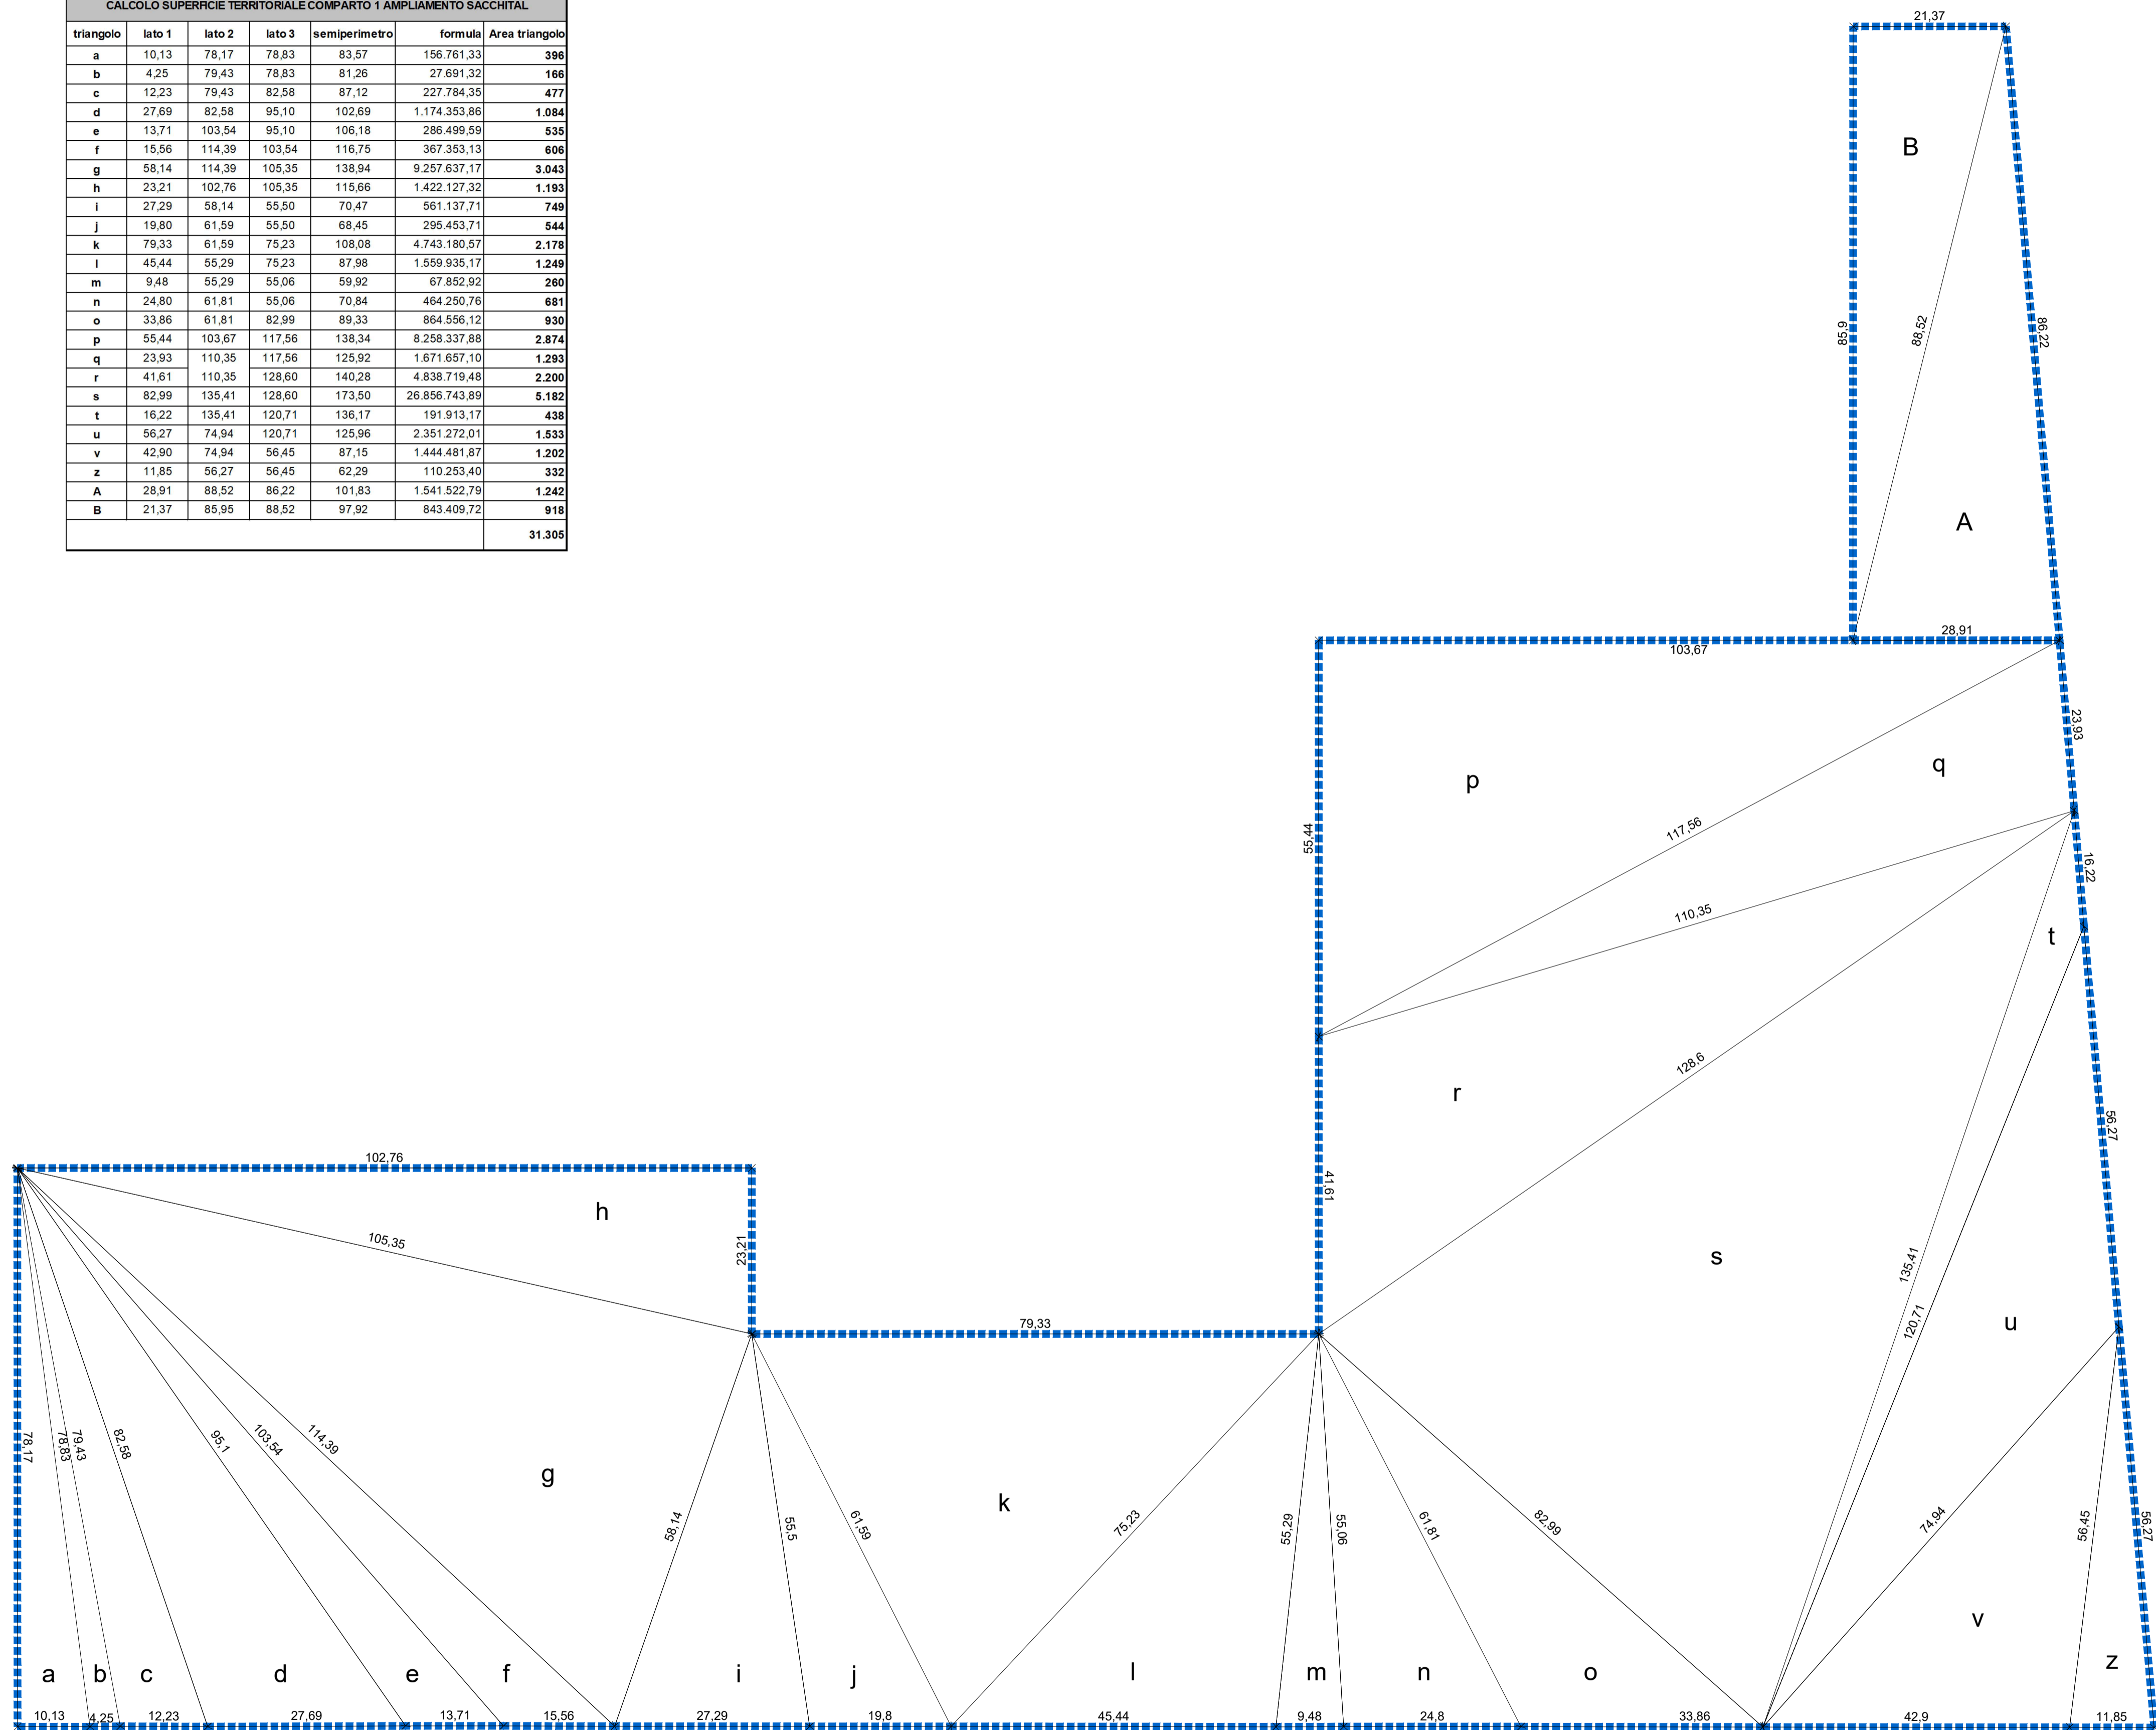 CALCOLO SUPERFICIE TERRITORIALE COMPARTO 1 AMPLIAMENTO SACCHITAL
triangolo lato 1 lato 2 lato 3 semiperimetro formula Area triangolo
a 10,13 78,17 78,83 83,57 156.761,33 396
b 4,25 79,43 78,83 81,26 27.691,32 166
c 12,23 79,43 82,58 87,12 227.784,35 477
d 27,69 82,58 95,10 102,69 1.174.353,86 1.084
e 13,71 103,54 95,10 106,18 286.499,59 535
f 15,56 114,39 103,54 116,75 367.353,13 606
g 58,14 114,39 105,35 138,94 9.257.637,17 3.043
h 23,21 102,76 105,35 115,66 1.422.127,32 1.193
i 27,29 58,14 55,50 70,47 561.137,71 749
j 19,80 61,59 55,50 68,45 295.453,71 544
k 79,33 61,59 75,23 108,08 4.743.180,57 2.178
l 45,44 55,29 75,23 87,98 1.559.935,17 1.249
m 9,48 55,29 55,06 59,92 67.852,92 260
n 24,80 61,81 55,06 70,84 464.250,76 681
o 33,86 61,81 82,99 89,33 864.556,12 930
p 55,44 103,67 117,56 138,34 8.258.337,88 2.874
q 23,93 110,35 117,56 125,92 1.671.657,10 1.293
r 41,61 110,35 128,60 140,28 4.838.719,48 2.200
s 82,99 135,41 128,60 173,50 26.856.743,89 5.182
t 16,22 135,41 120,71 136,17 191.913,17 438
u 56,27 74,94 120,71 125,96 2.351.272,01 1.533
v 42,90 74,94 56,45 87,15 1.444.481,87 1.202
z 11,85 56,27 56,45 62,29 110.253,40 332
A 28,91 88,52 86,22 101,83 1.541.522,79 1.242
B 21,37 85,95 88,52 97,92 843.409,72 918
31.305
21,37
B
85,9
88,52
86,22
A
28,91
103,67
23,93
p
q
55,44
117,56
16,22
110,35
t
128,6
r
56,27
102,76
41,61
h
105,35
23,21
s
135,41
79,33
120,71
u
78,17
78,83
79,43
82,58
95,1
103,54
114,39
g
58,14
55,5
61,59
k
75,23
55,29
55,06
61,81
82,99
74,94
56,45
56,27
v
a b c d e f i j l m n o z
10,13 4,25 12,23 27,69 13,71 15,56 27,29 19,8 45,44 9,48 24,8 33,86 42,9 11,85